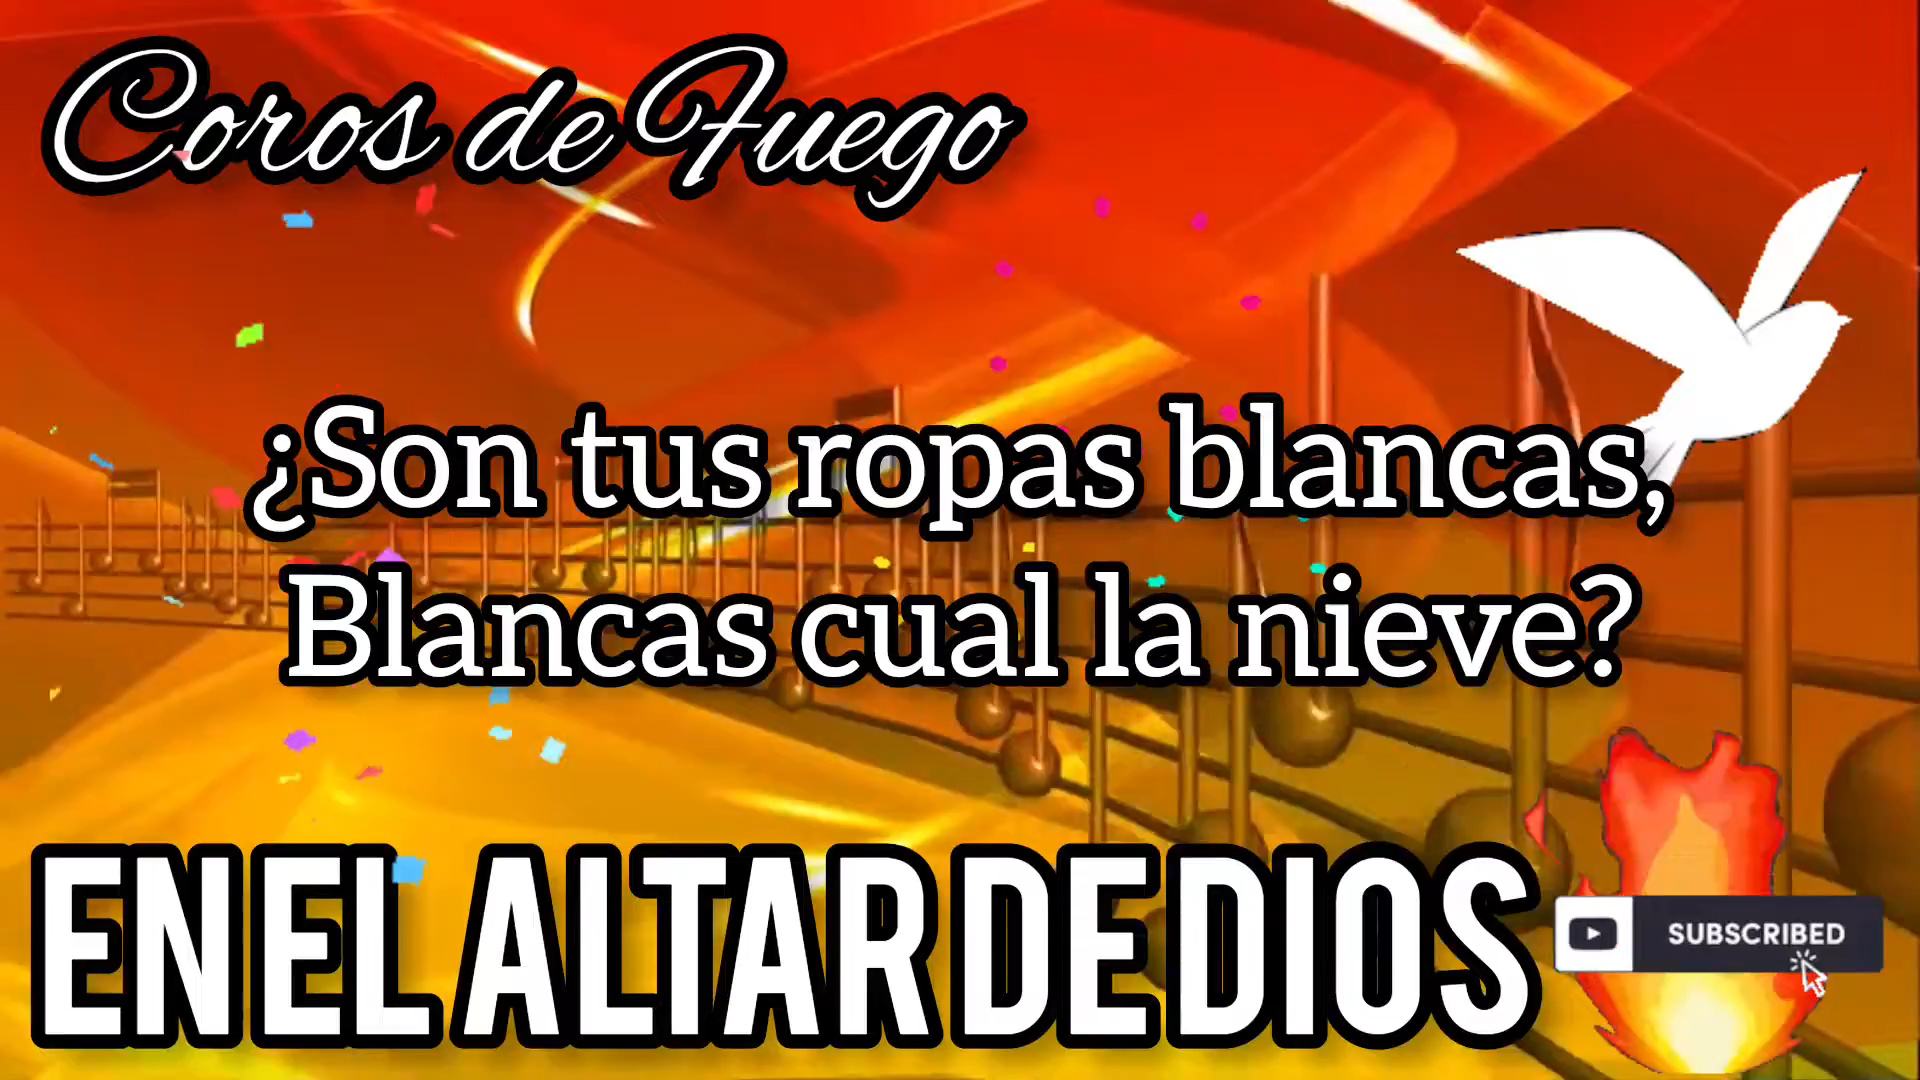 Coros de Fuego
¿Son tus ropas blancas,
Blancas cual la nieve?
EN EL ALTAR DE DIOS
SUBSCRIBED